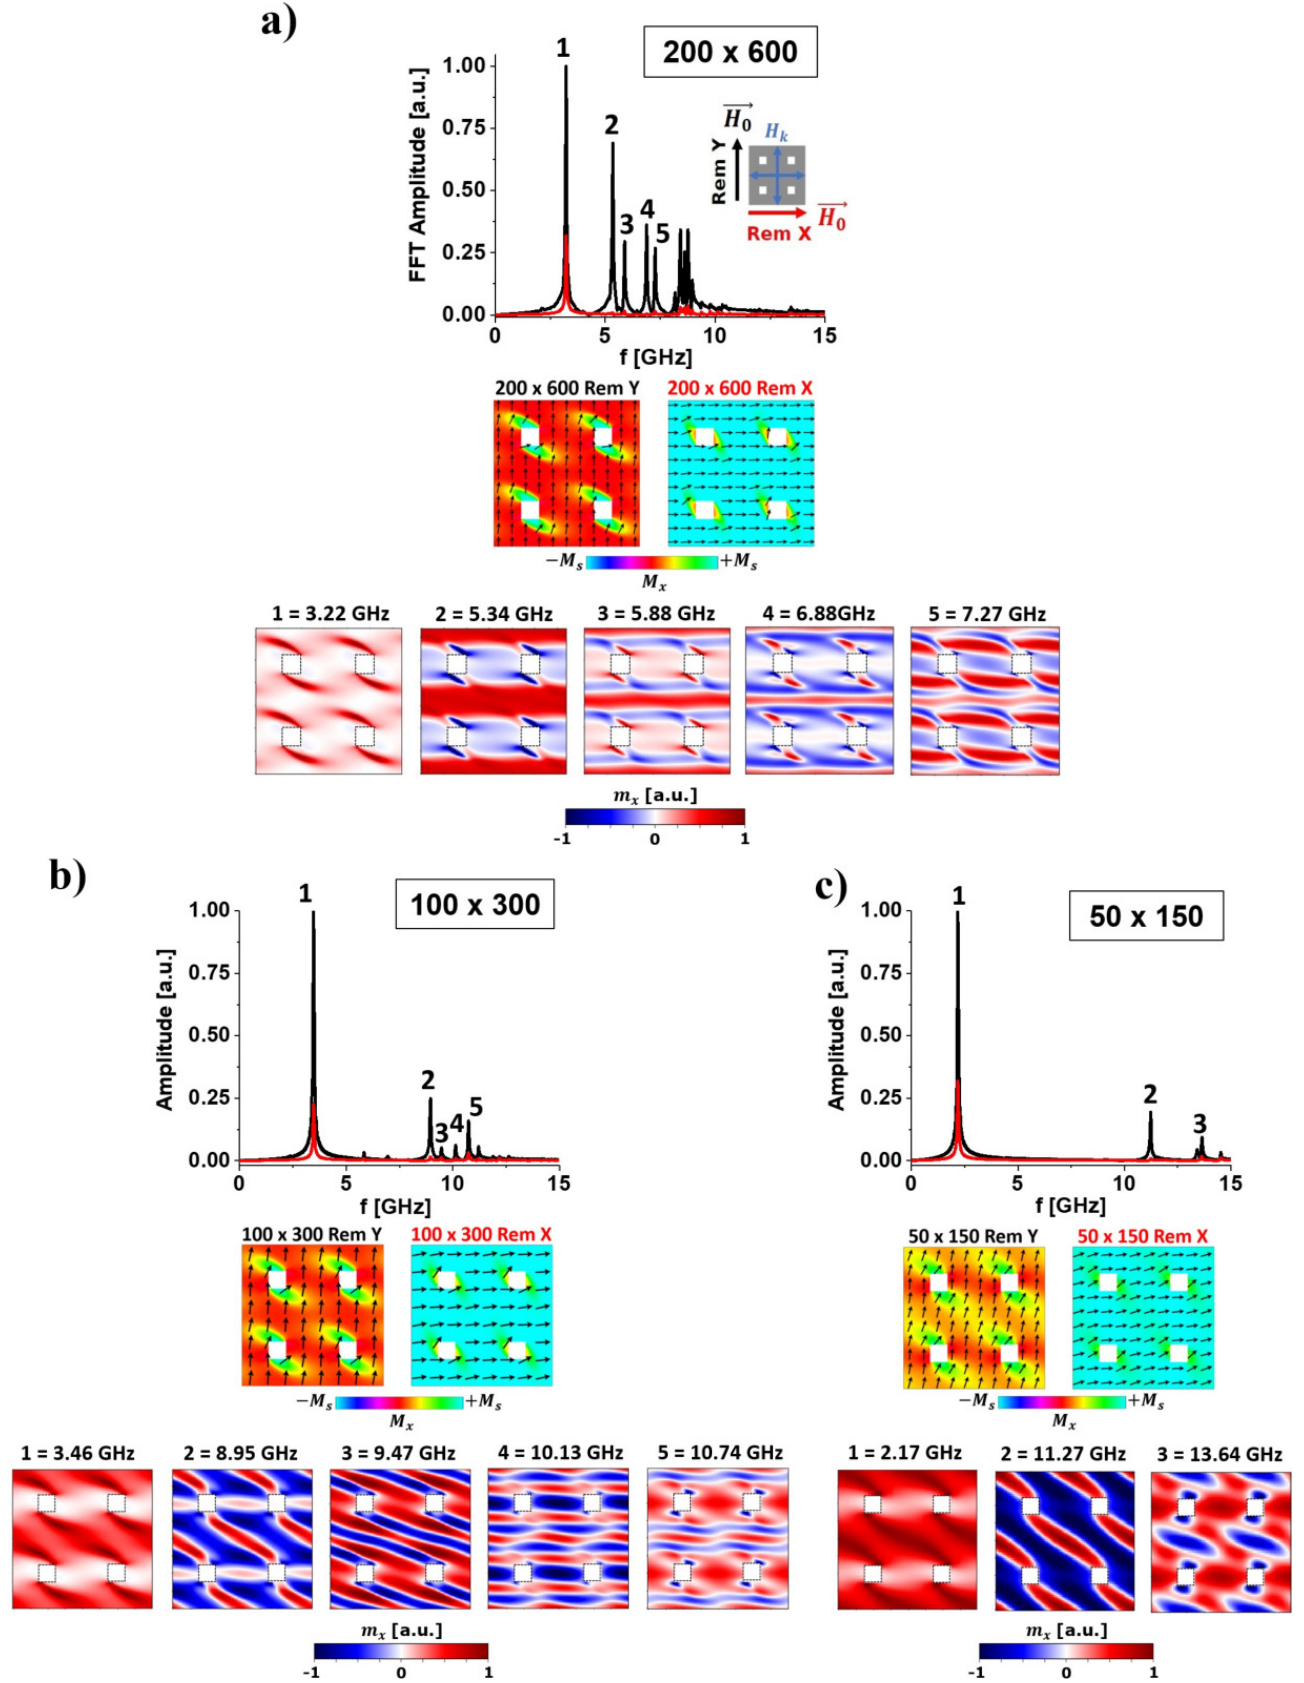 a)
200 x 600
1
2
3
4
5
FFT Amplitude [a.u.]
1.00
0.75
0.50
0.25
0.00
0
5
10
15
f [GHz]
H₀
H_k
Rem Y
H₀
Rem X
200 x 600 Rem Y
200 x 600 Rem X
−Mₛ
+Mₛ
Mₓ
1 = 3.22 GHz
2 = 5.34 GHz
3 = 5.88 GHz
4 = 6.88GHz
5 = 7.27 GHz
mₓ [a.u.]
-1
0
1
b)
100 x 300
1
2
3
4
5
Amplitude [a.u.]
1.00
0.75
0.50
0.25
0.00
0
5
10
15
f [GHz]
100 x 300 Rem Y
100 x 300 Rem X
−Mₛ
+Mₛ
Mₓ
1 = 3.46 GHz
2 = 8.95 GHz
3 = 9.47 GHz
4 = 10.13 GHz
5 = 10.74 GHz
mₓ [a.u.]
-1
0
1
c)
50 x 150
1
2
3
Amplitude [a.u.]
1.00
0.75
0.50
0.25
0.00
0
5
10
15
f [GHz]
50 x 150 Rem Y
50 x 150 Rem X
−Mₛ
+Mₛ
Mₓ
1 = 2.17 GHz
2 = 11.27 GHz
3 = 13.64 GHz
mₓ [a.u.]
-1
0
1